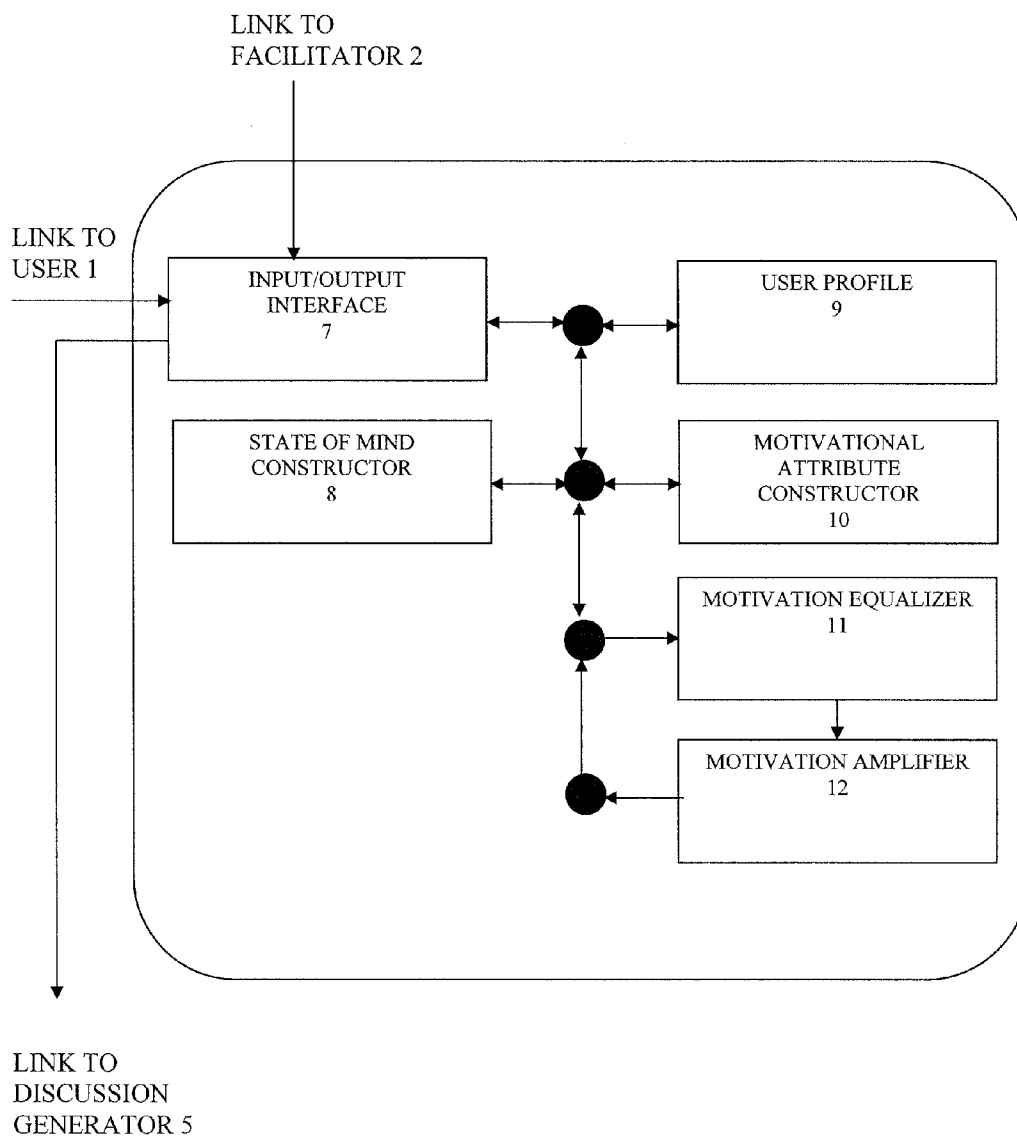 LINK TO
FACILITATOR 2
LINK TO
USER 1
INPUT/OUTPUT
INTERFACE
7
USER PROFILE
9
STATE OF MIND
CONSTRUCTOR
8
MOTIVATIONAL
ATTRIBUTE
CONSTRUCTOR
10
MOTIVATION EQUALIZER
11
MOTIVATION AMPLIFIER
12
LINK TO
DISCUSSION
GENERATOR 5